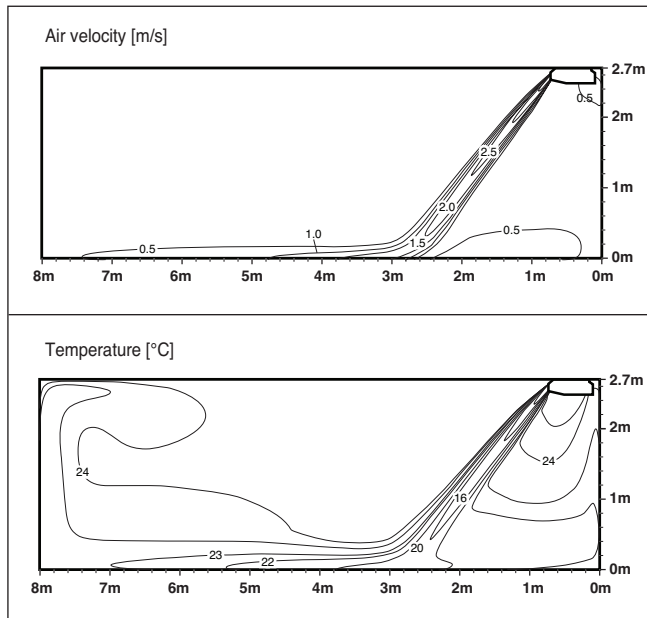 Air velocity [m/s]
2.7m
0.5
2m
2.5
1m
2.0
1.0
0.5
1.5
0.5
0m
8m 7m 6m 5m 4m 3m 2m 1m 0m
Temperature [°C]
2.7m
2m
24
24
1m
16
20
23
22
0m
8m 7m 6m 5m 4m 3m 2m 1m 0m